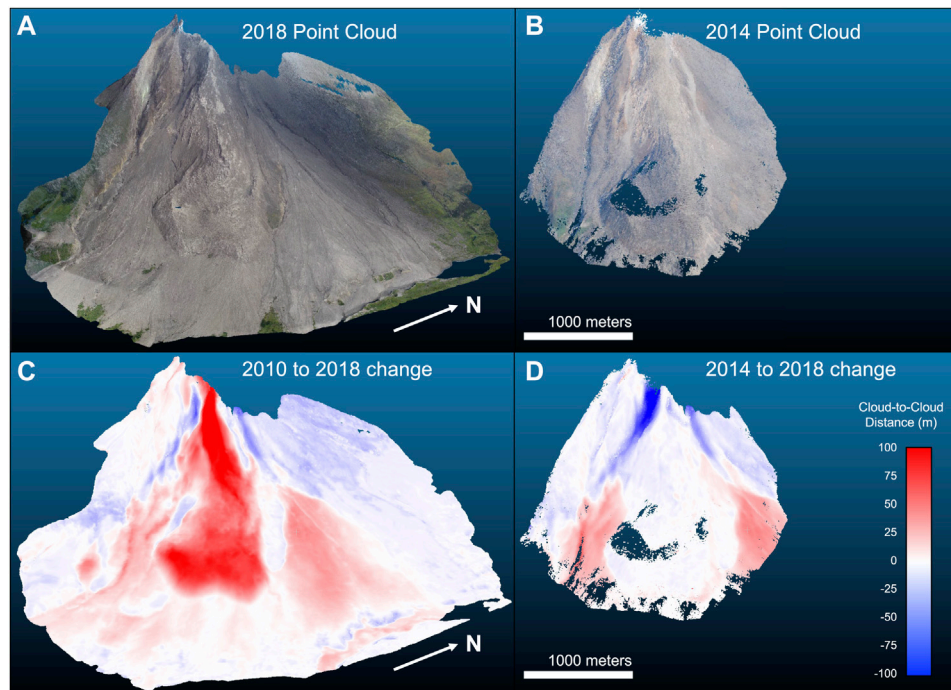 A
2018 Point Cloud
N
B
2014 Point Cloud
1000 meters
C
2010 to 2018 change
N
D
2014 to 2018 change
1000 meters
Cloud-to-Cloud
Distance (m)
100
75
50
25
0
-25
-50
-75
-100